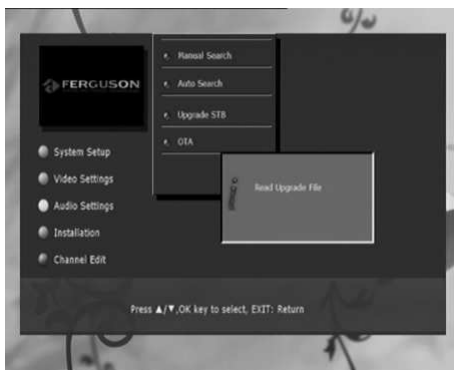 FERGUSON
Manual Search
Auto Search
Upgrade STB
OTA
Read Upgrade File
System Setup
Video Settings
Audio Settings
Installation
Channel Edit
Press ▲/▼,OK key to select, EXIT: Return